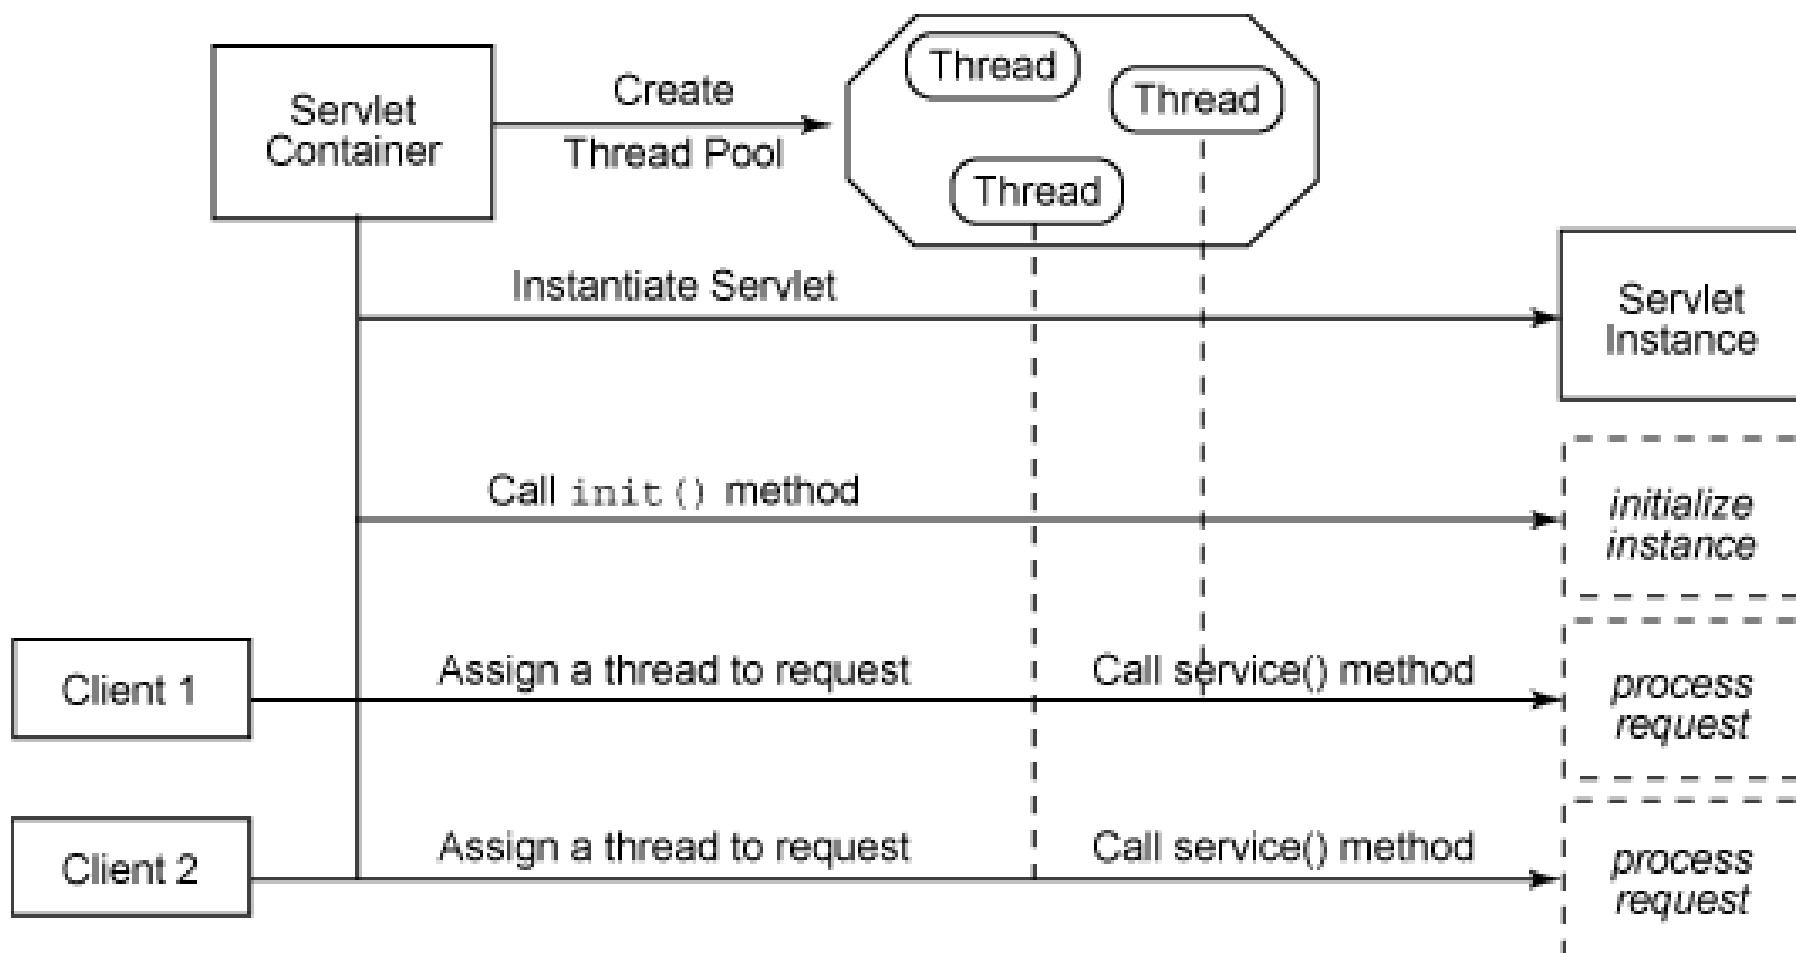 Servlet
Container
Create
Thread Pool
Thread
Thread
Thread
Instantiate Servlet
Servlet
Instance
Call init() method
initialize
instance
Client 1
Assign a thread to request
Call service() method
process
request
Client 2
Assign a thread to request
Call service() method
process
request